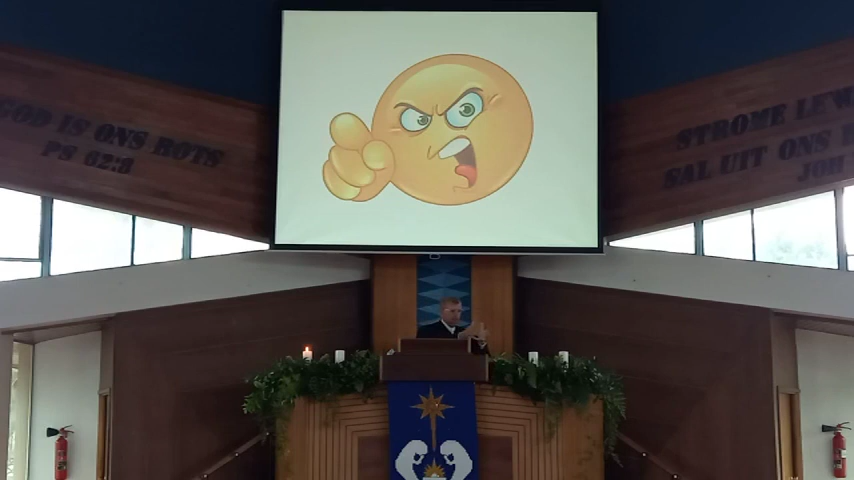 GOD IS ONS ROTS
PS 62:8
STROME LEW
SAL UIT ONS
JOH